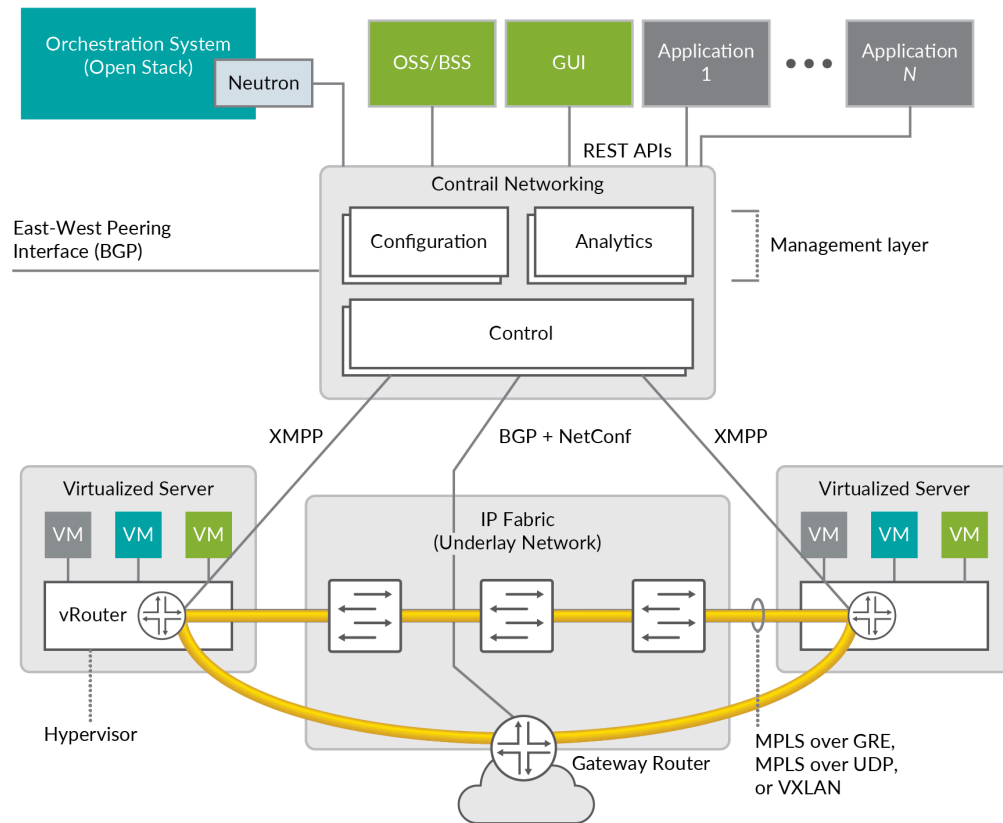 Orchestration System
(Open Stack)
Neutron
OSS/BSS
GUI
Application
1
Application
N
REST APIs
Contrail Networking
East-West Peering
Interface (BGP)
Configuration
Analytics
Management layer
Control
XMPP
BGP + NetConf
XMPP
Virtualized Server
VM
VM
VM
vRouter
Hypervisor
IP Fabric
(Underlay Network)
Virtualized Server
VM
VM
VM
Gateway Router
MPLS over GRE,
MPLS over UDP,
or VXLAN